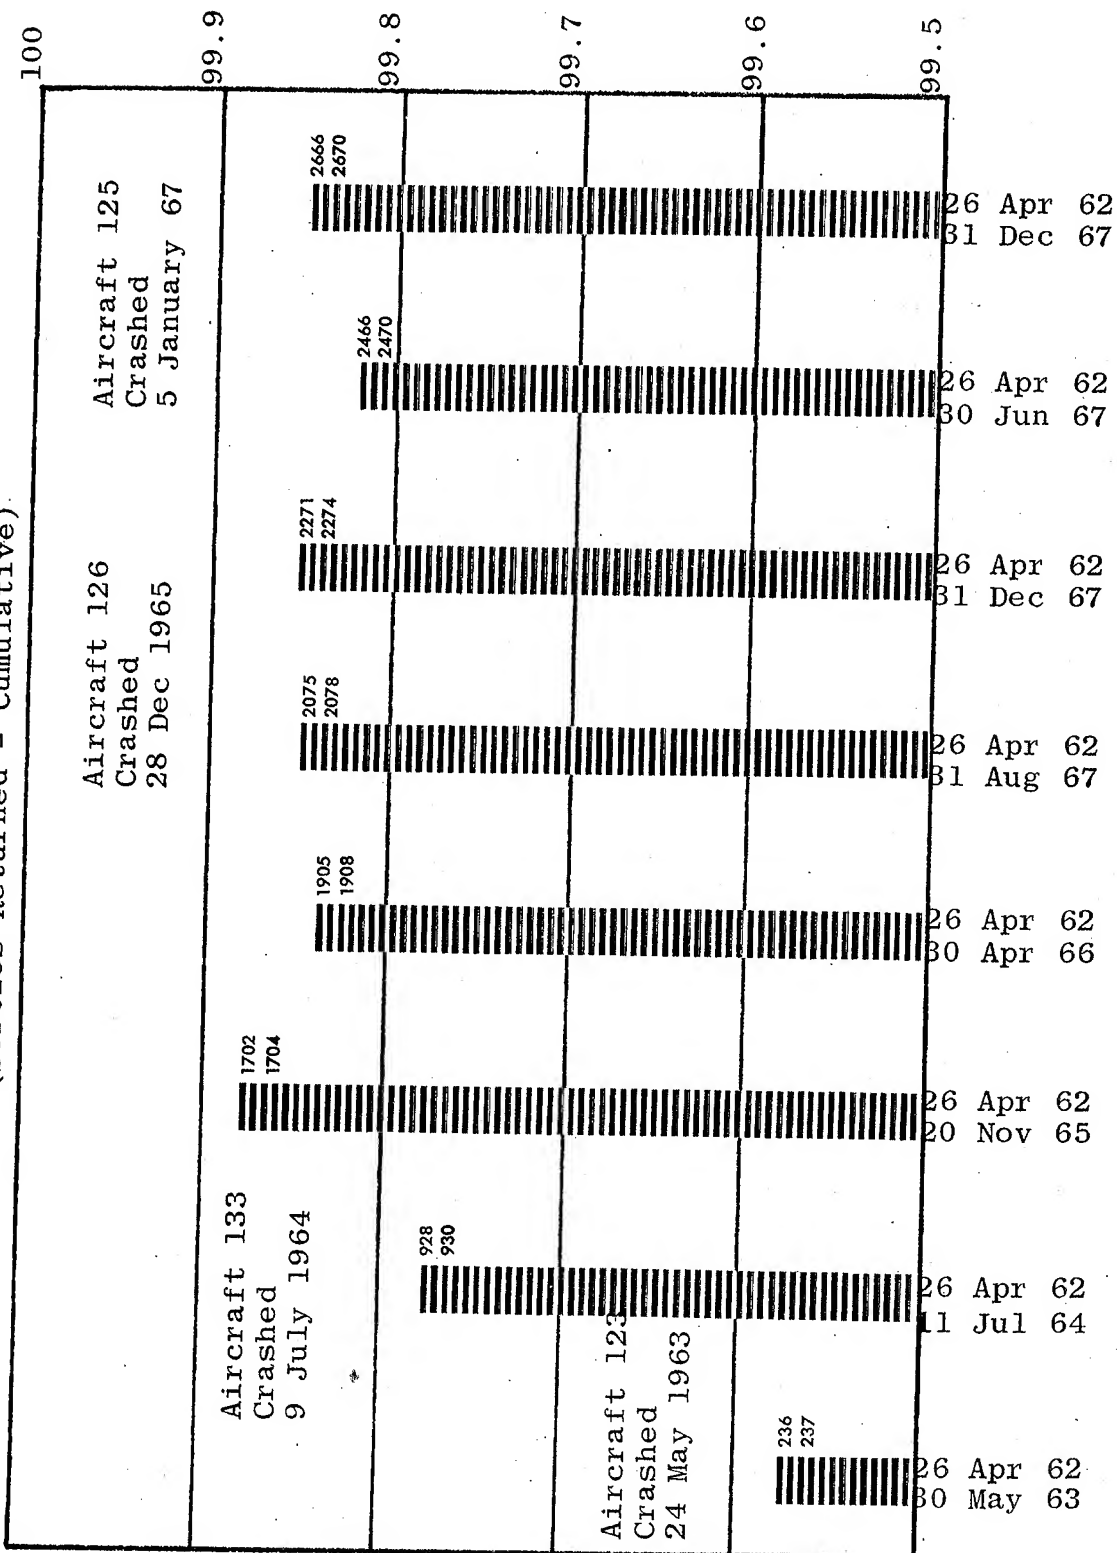 Returned - Cumulative)
100
99.9
99.8
99.7
99.6
99.5
Aircraft 125
Crashed
5 January 67
Aircraft 126
Crashed
28 Dec 1965
Aircraft 133
Crashed
9 July 1964
Aircraft 123
Crashed
24 May 1963
2666
2670
26 Apr 62
31 Dec 67
2466
2470
26 Apr 62
30 Jun 67
2271
2274
26 Apr 62
31 Dec 67
2075
2078
26 Apr 62
31 Aug 67
1905
1908
26 Apr 62
30 Apr 66
1702
1704
26 Apr 62
20 Nov 65
928
930
26 Apr 62
11 Jul 64
236
237
26 Apr 62
30 May 63